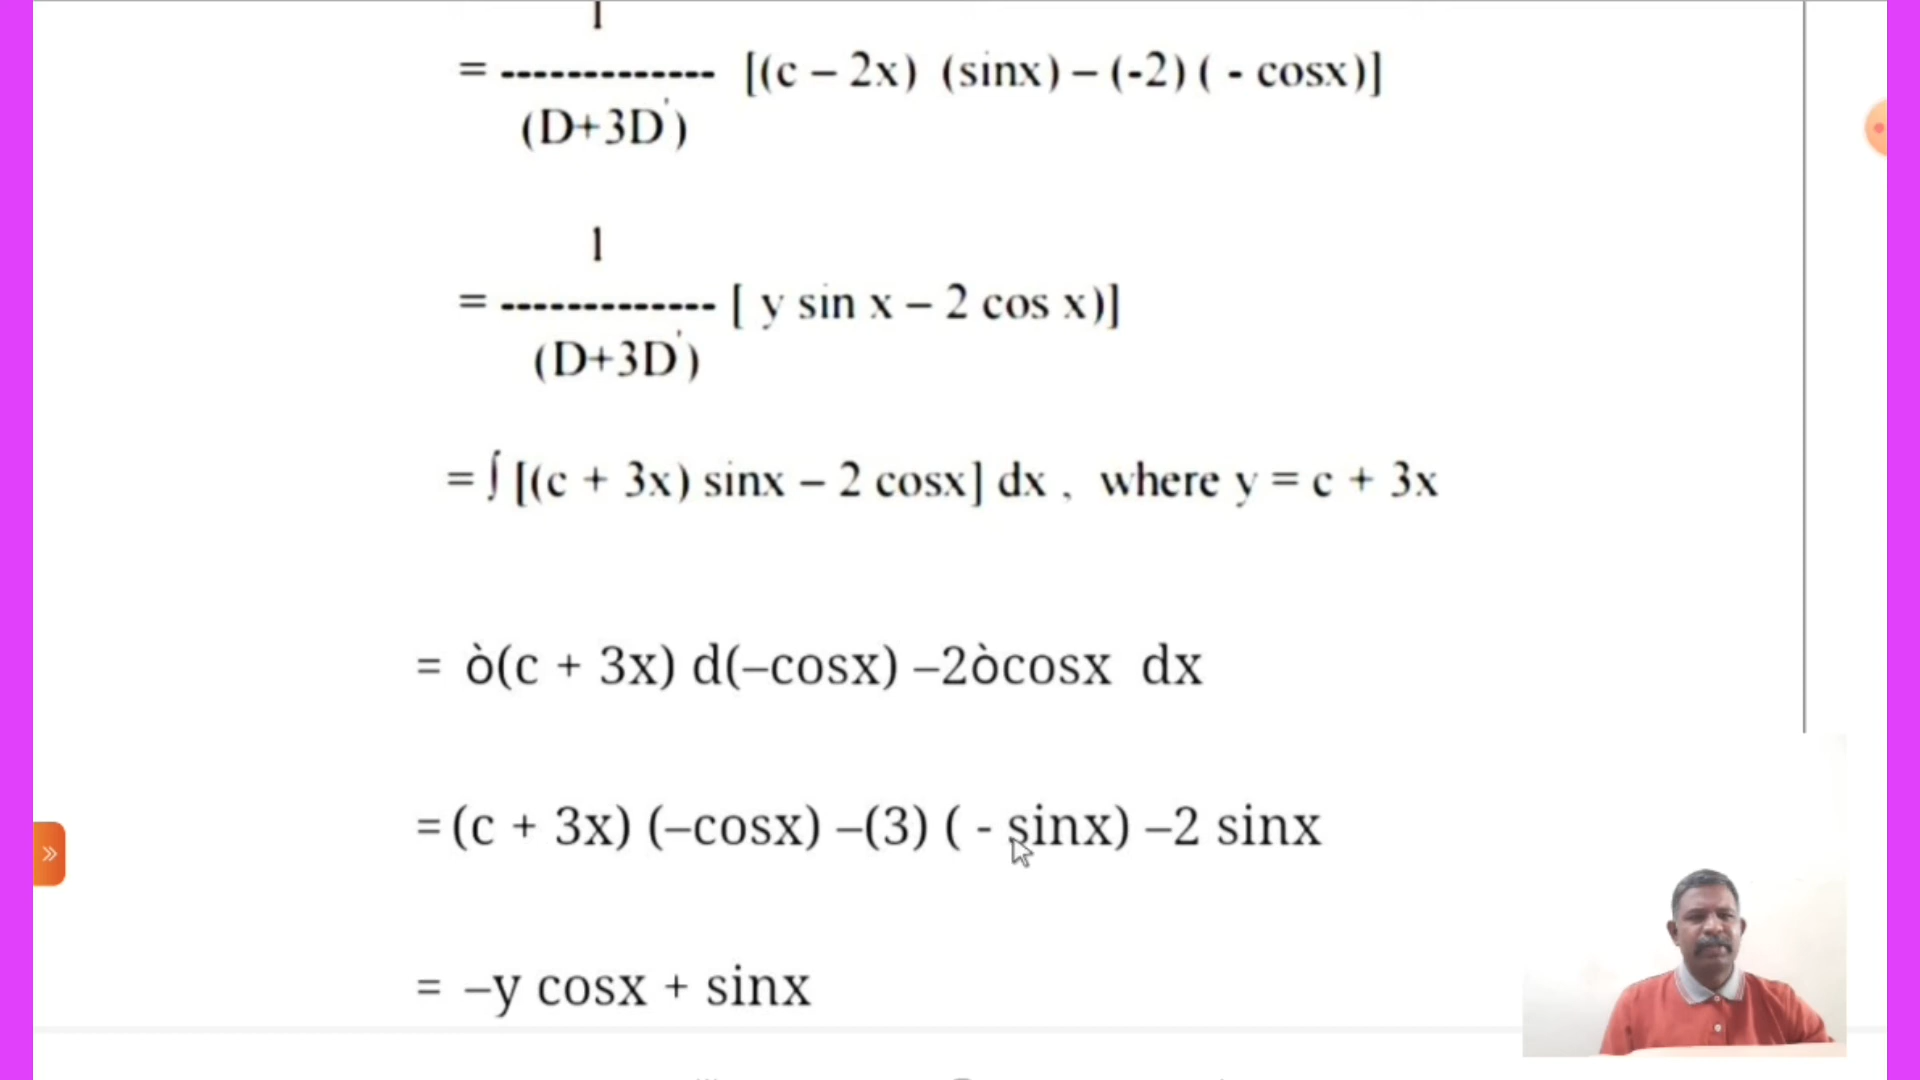 1
= ------------- [(c – 2x) (sinx) – (-2) ( - cosx)]
(D+3D')
1
= ------------- [ y sin x – 2 cos x)]
(D+3D')
= ∫ [(c + 3x) sinx – 2 cosx] dx , where y = c + 3x
= ò(c + 3x) d(–cosx) –2òcosx dx
= (c + 3x) (–cosx) –(3) ( - sinx) –2 sinx
= –y cosx + sinx